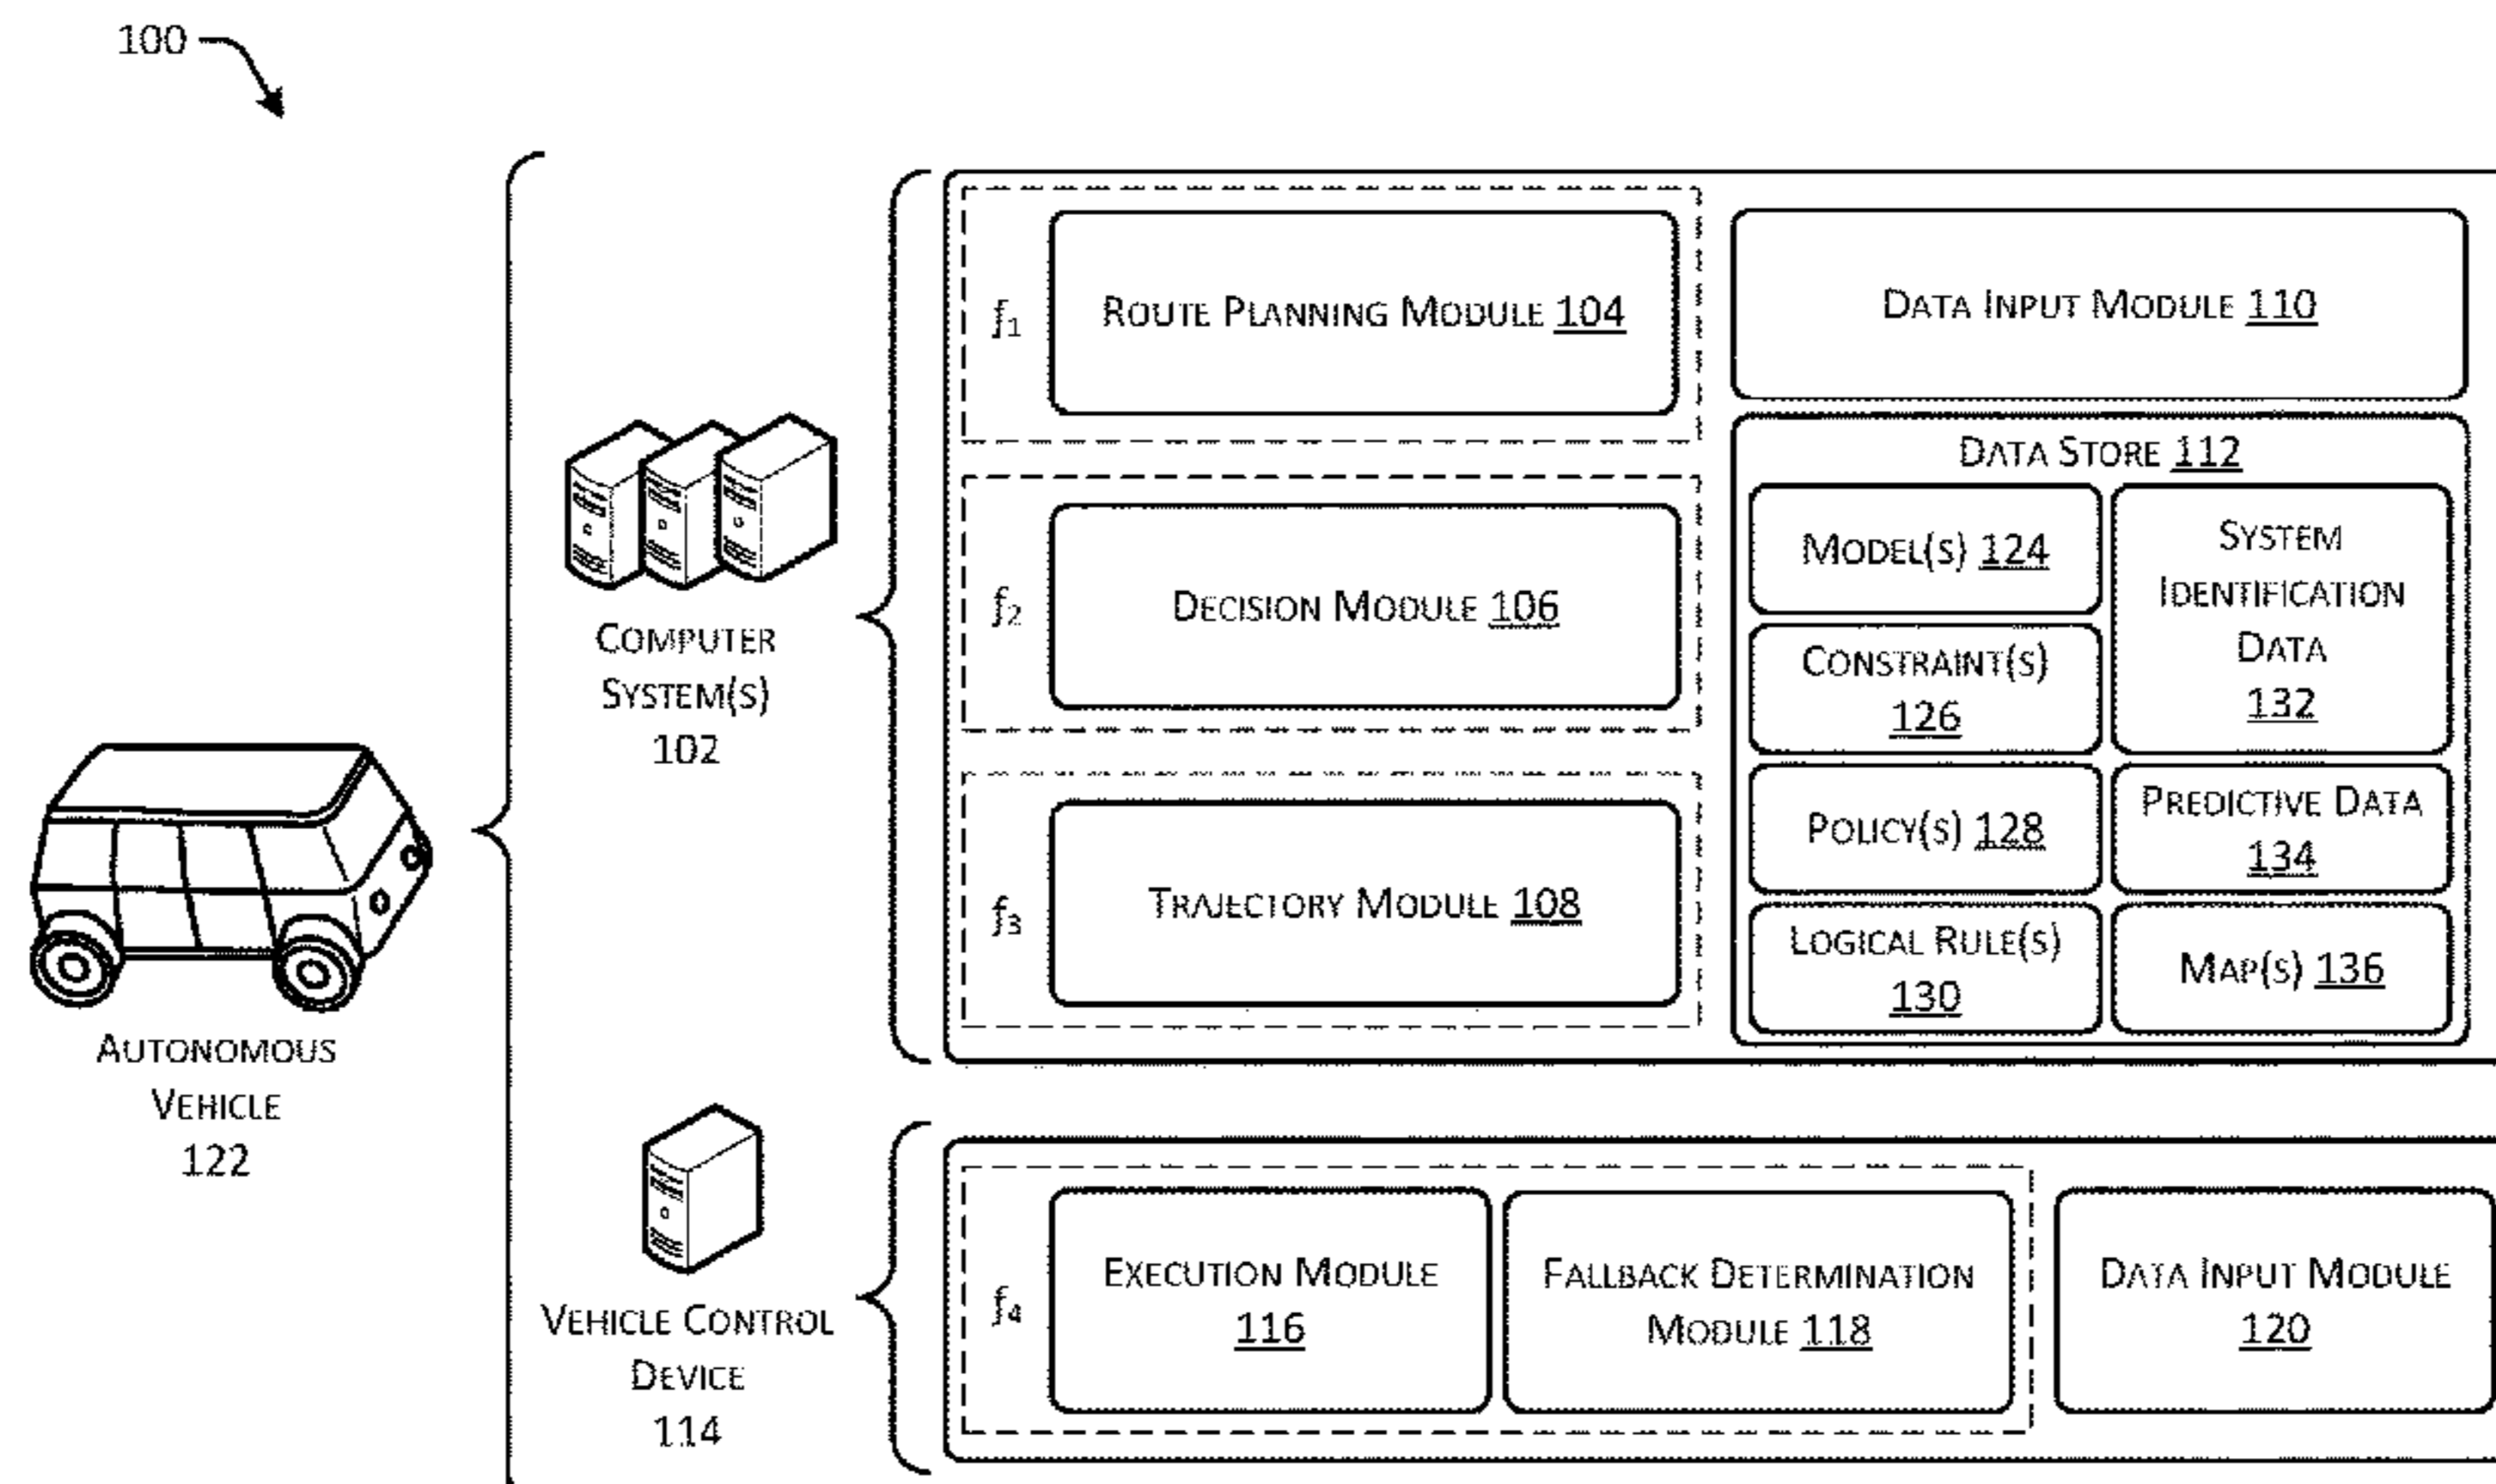 100
f1
ROUTE PLANNING MODULE 104
DATA INPUT MODULE 110
DATA STORE 112
MODEL(S) 124
SYSTEM
IDENTIFICATION
DATA
132
CONSTRAINT(S)
126
POLICY(S) 128
PREDICTIVE DATA
134
LOGICAL RULE(S)
130
MAP(S) 136
f2
DECISION MODULE 106
f3
TRAJECTORY MODULE 108
COMPUTER
SYSTEM(S)
102
AUTONOMOUS
VEHICLE
122
VEHICLE CONTROL
DEVICE
114
f4
EXECUTION MODULE
116
FALLBACK DETERMINATION
MODULE 118
DATA INPUT MODULE
120